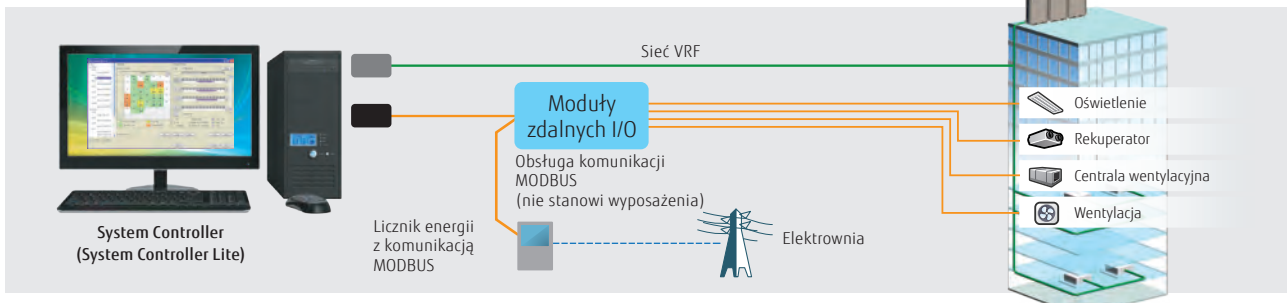 Sieć VRF
Moduły
zdalnych I/O
Oświetlenie
Rekuperator
Centrala wentylacyjna
Wentylacja
Obsługa komunikacji
MODBUS
(nie stanowi wyposażenia)
System Controller
(System Controller Lite)
Licznik energii
z komunikacją
MODBUS
Elektrownia